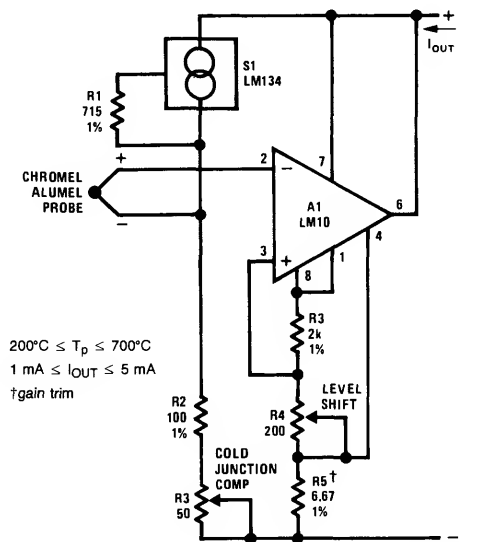 +
I OUT
S1
LM134
R1
715
1%
+
CHROMEL
ALUMEL
PROBE
−
2
−
7
A1
LM10
6
4
3
+
8
1
R3
2k
1%
200°C ≤ Tp ≤ 700°C
1 mA ≤ IOUT ≤ 5 mA
†gain trim
LEVEL
SHIFT
R4
200
R2
100
1%
COLD
JUNCTION
COMP
R5†
6.67
1%
R3
50
−